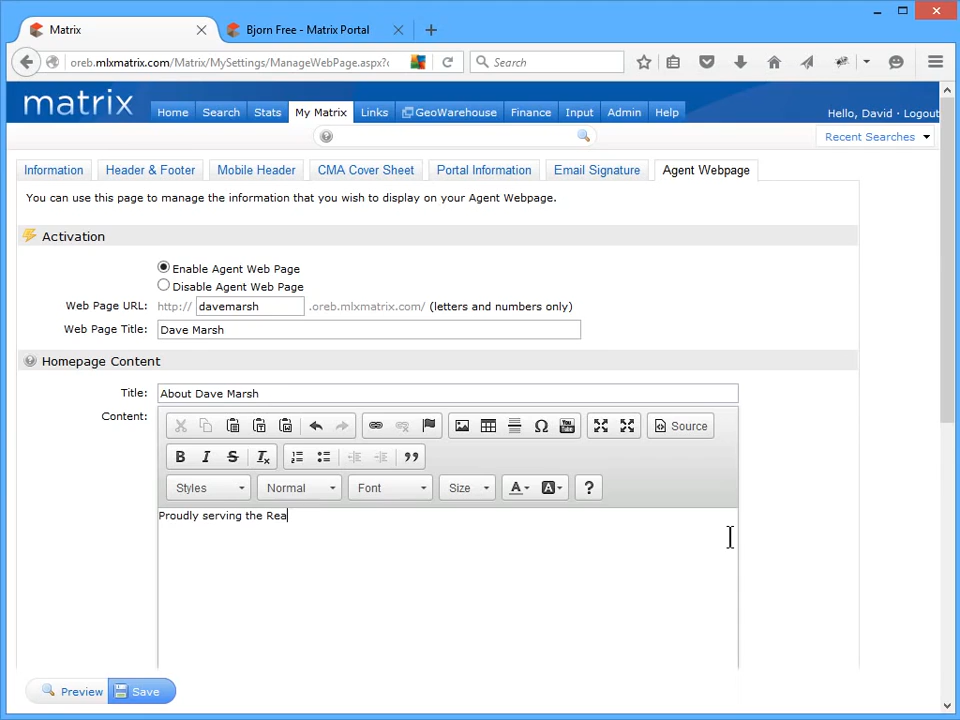 Matrix
Bjorn Free - Matrix Portal
oreb.mlxmatrix.com/Matrix/MySettings/ManageWebPage.aspx?c
Search
matrix
Home Search Stats My Matrix Links GeoWarehouse Finance Input Admin Help
Hello, David · Logout
Recent Searches
Information Header & Footer Mobile Header CMA Cover Sheet Portal Information Email Signature Agent Webpage
You can use this page to manage the information that you wish to display on your Agent Webpage.
Activation
Enable Agent Web Page
Disable Agent Web Page
Web Page URL: http:// davemarsh .oreb.mlxmatrix.com/ (letters and numbers only)
Web Page Title: Dave Marsh
Homepage Content
Title: About Dave Marsh
Content:
Source
B I S Tx
Styles Normal Font Size A A ?
Proudly serving the Rea
Preview Save